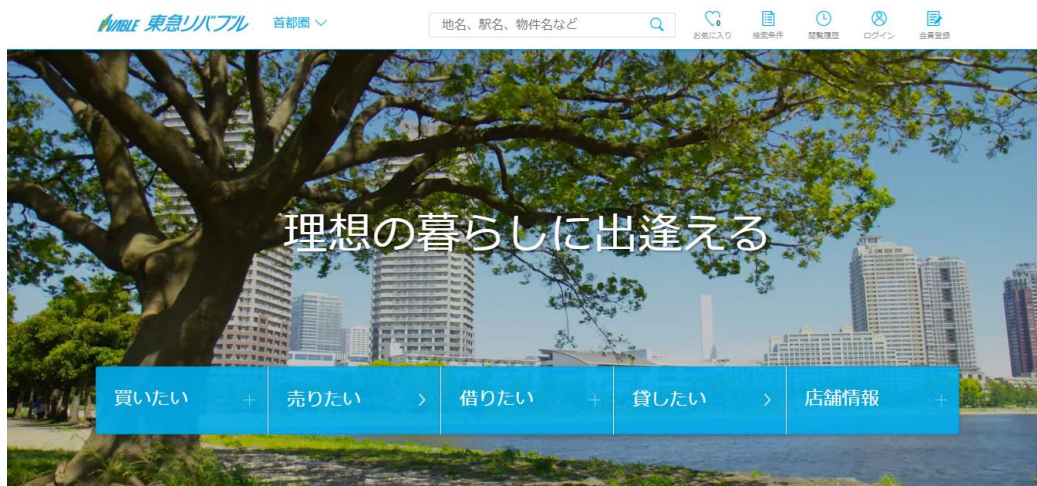 LIVABLE 東急リバブル
首都圏
地名、駅名、物件名など
0
お気に入り
検索条件
閲覧履歴
ログイン
会員登録
理想の暮らしに出逢える
買いたい
売りたい
借りたい
貸したい
店舗情報